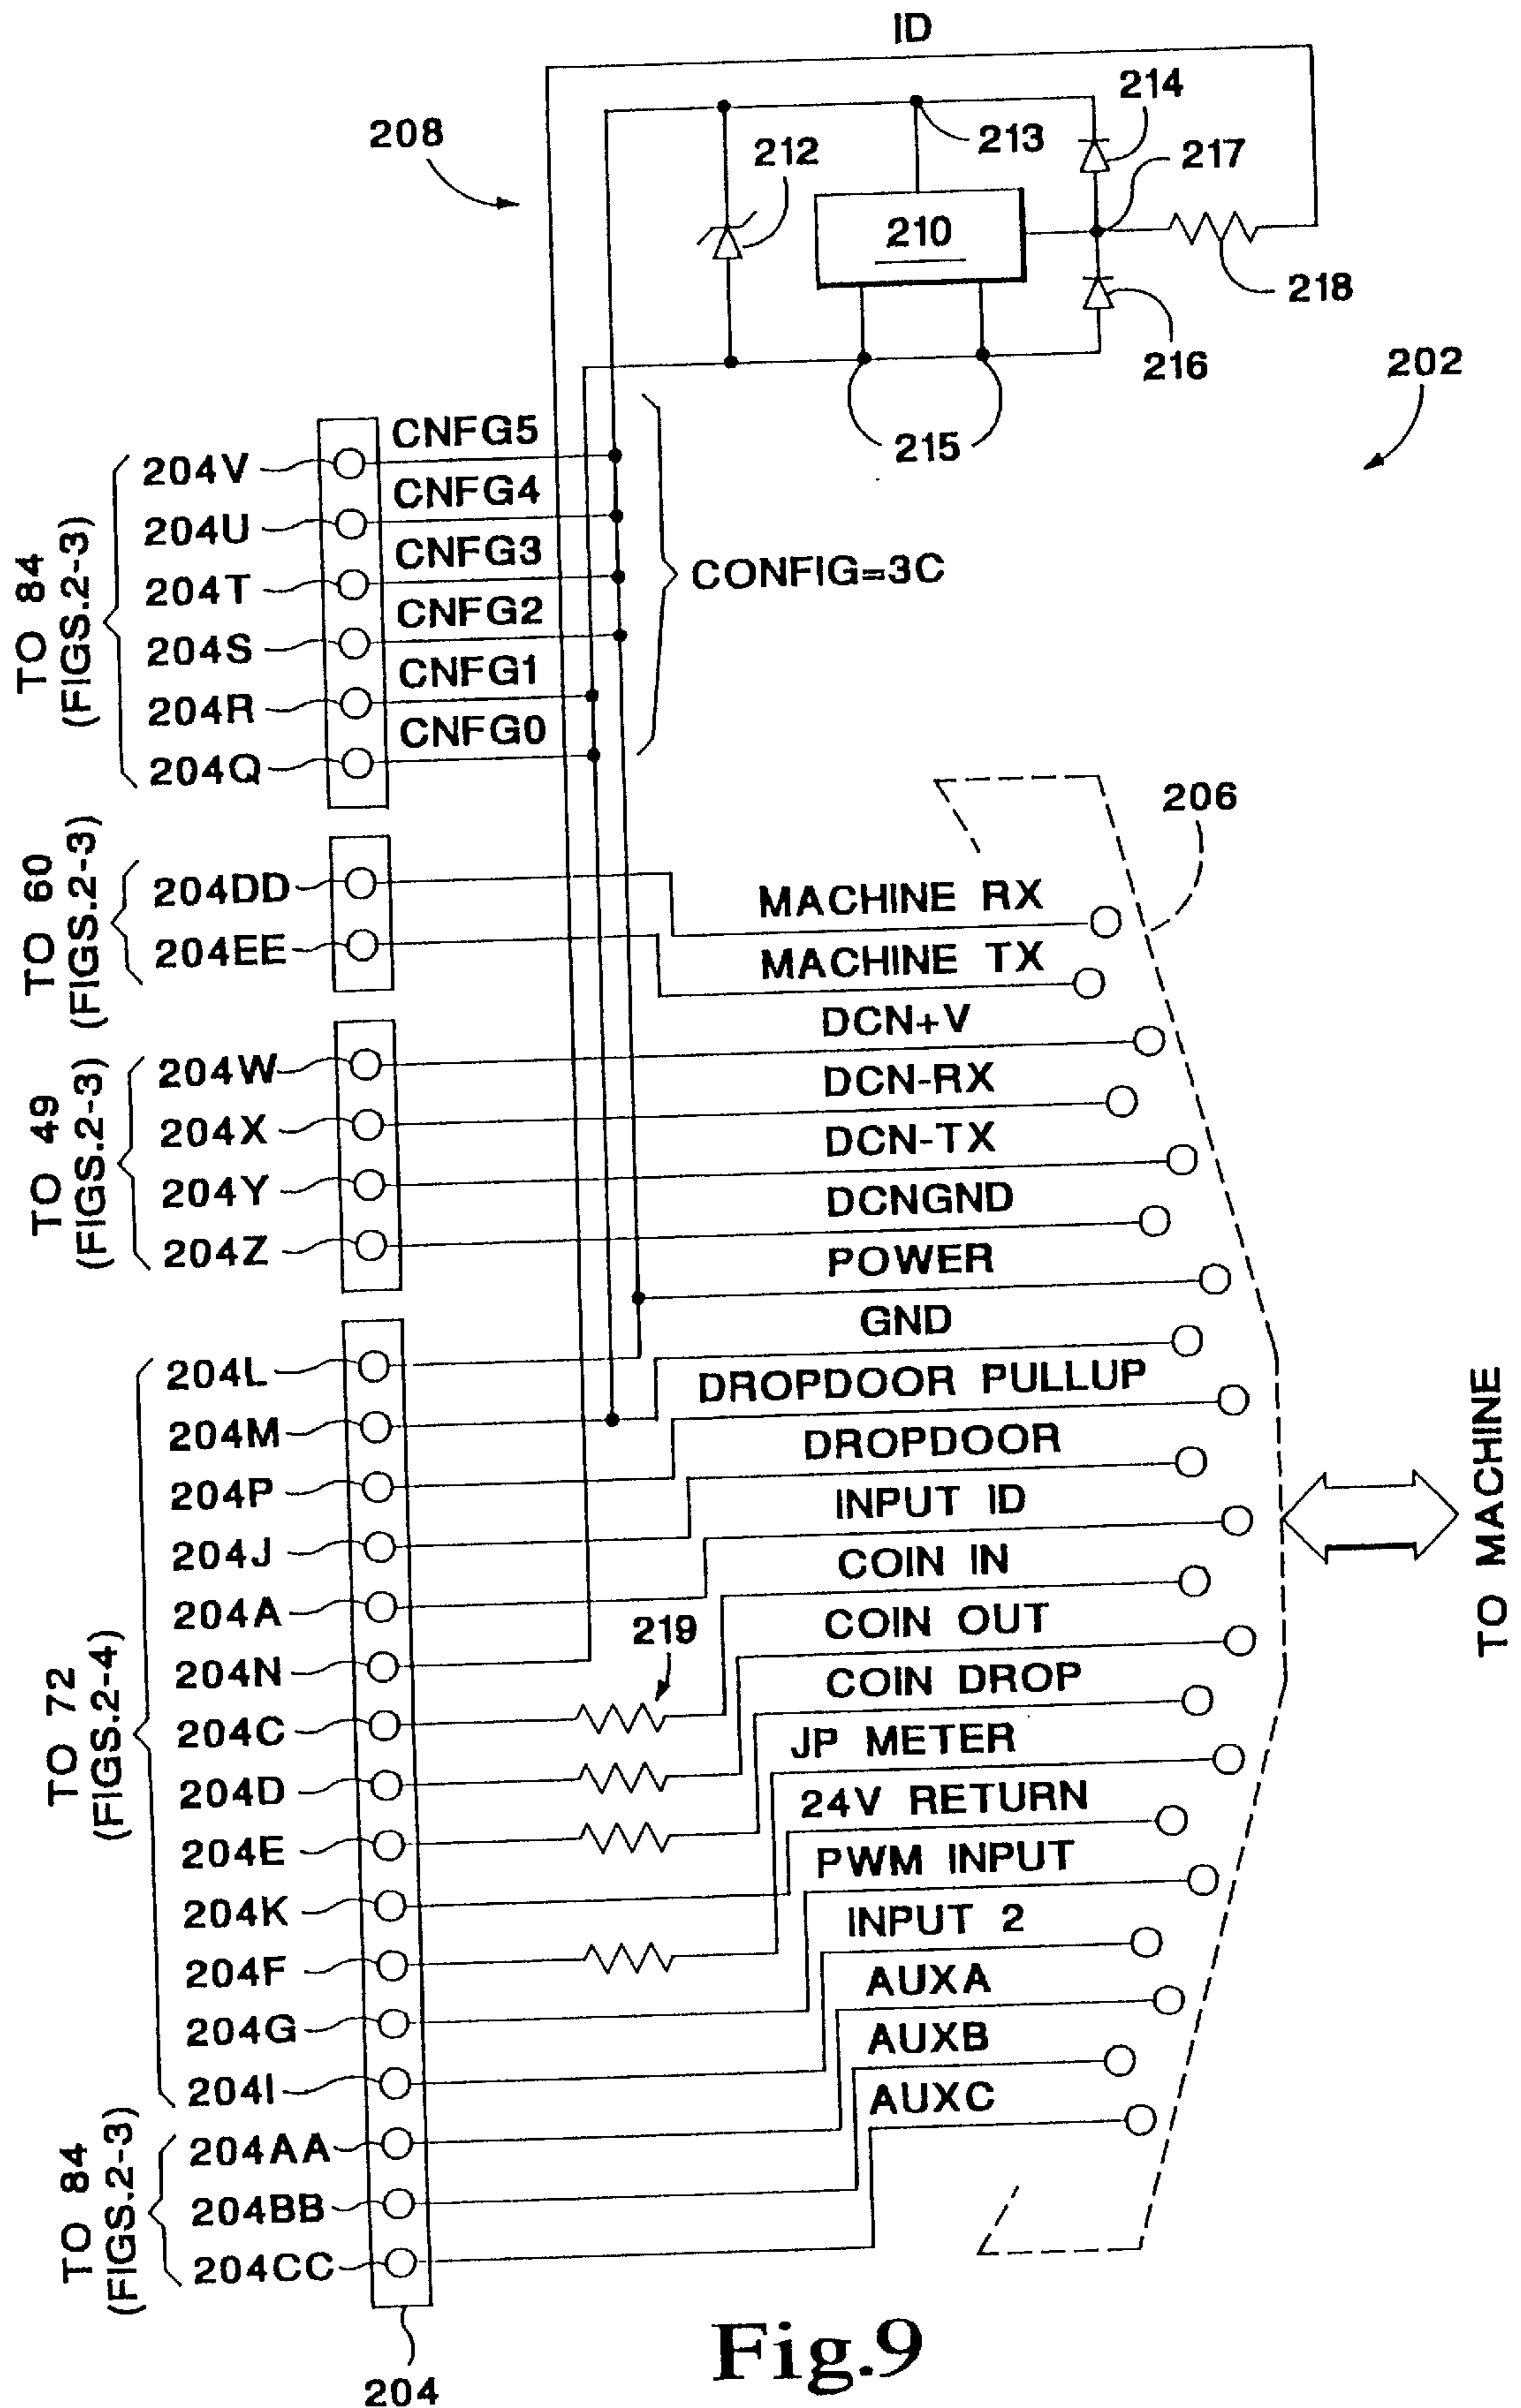 ID
208
212
213
214
217
210
218
216
215
202
TO 84
(FIGS.2-3)
204V
CNFG5
204U
CNFG4
204T
CNFG3
204S
CNFG2
204R
CNFG1
204Q
CNFG0
CONFIG=3C
206
TO 60
(FIGS.2-3)
204DD
MACHINE RX
204EE
MACHINE TX
TO 49
(FIGS.2-3)
204W
DCN+V
204X
DCN-RX
204Y
DCN-TX
204Z
DCNGND
POWER
TO 72
(FIGS.2-4)
204L
GND
204M
DROPDOOR PULLUP
204P
DROPDOOR
204J
INPUT ID
204A
COIN IN
204N
219
COIN OUT
204C
COIN DROP
204D
JP METER
204E
24V RETURN
204K
PWM INPUT
204F
INPUT 2
204G
AUXA
204I
AUXB
TO 84
(FIGS.2-3)
204AA
AUXC
204BB
204CC
TO MACHINE
204
Fig.9